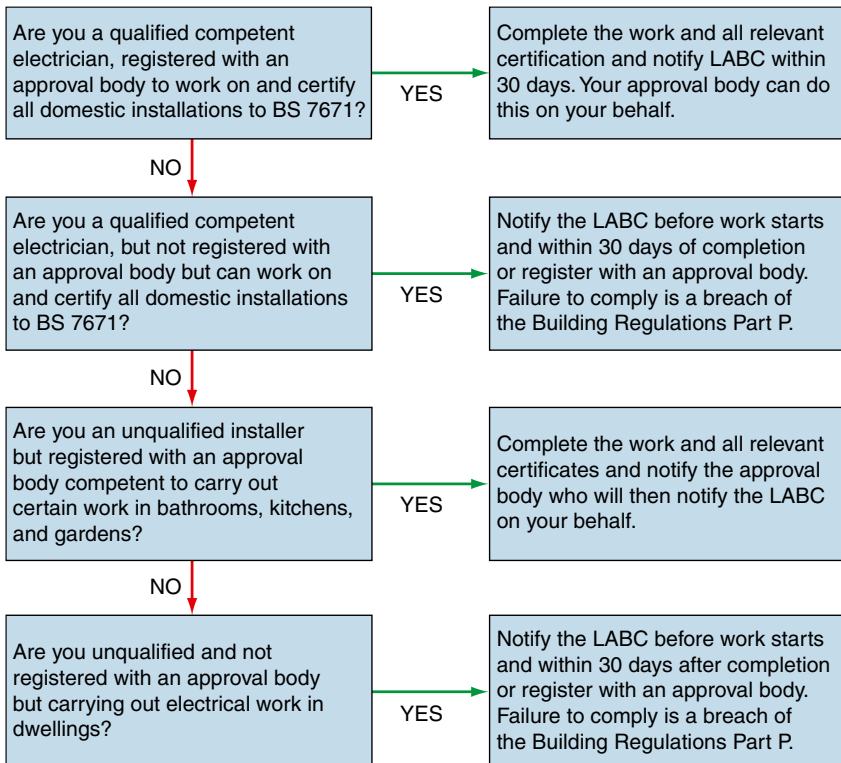 Are you a qualified competent
electrician, registered with an
approval body to work on and certify
all domestic installations to BS 7671?
YES
Complete the work and all relevant
certification and notify LABC within
30 days. Your approval body can do
this on your behalf.
NO
Are you a qualified competent
electrician, but not registered with
an approval body but can work on
and certify all domestic installations
to BS 7671?
YES
Notify the LABC before work starts
and within 30 days of completion
or register with an approval body.
Failure to comply is a breach of
the Building Regulations Part P.
NO
Are you an unqualified installer
but registered with an approval
body competent to carry out
certain work in bathrooms, kitchens,
and gardens?
YES
Complete the work and all relevant
certificates and notify the approval
body who will then notify the LABC
on your behalf.
NO
Are you unqualified and not
registered with an approval body
but carrying out electrical work in
dwellings?
YES
Notify the LABC before work starts
and within 30 days after completion
or register with an approval body.
Failure to comply is a breach of
the Building Regulations Part P.